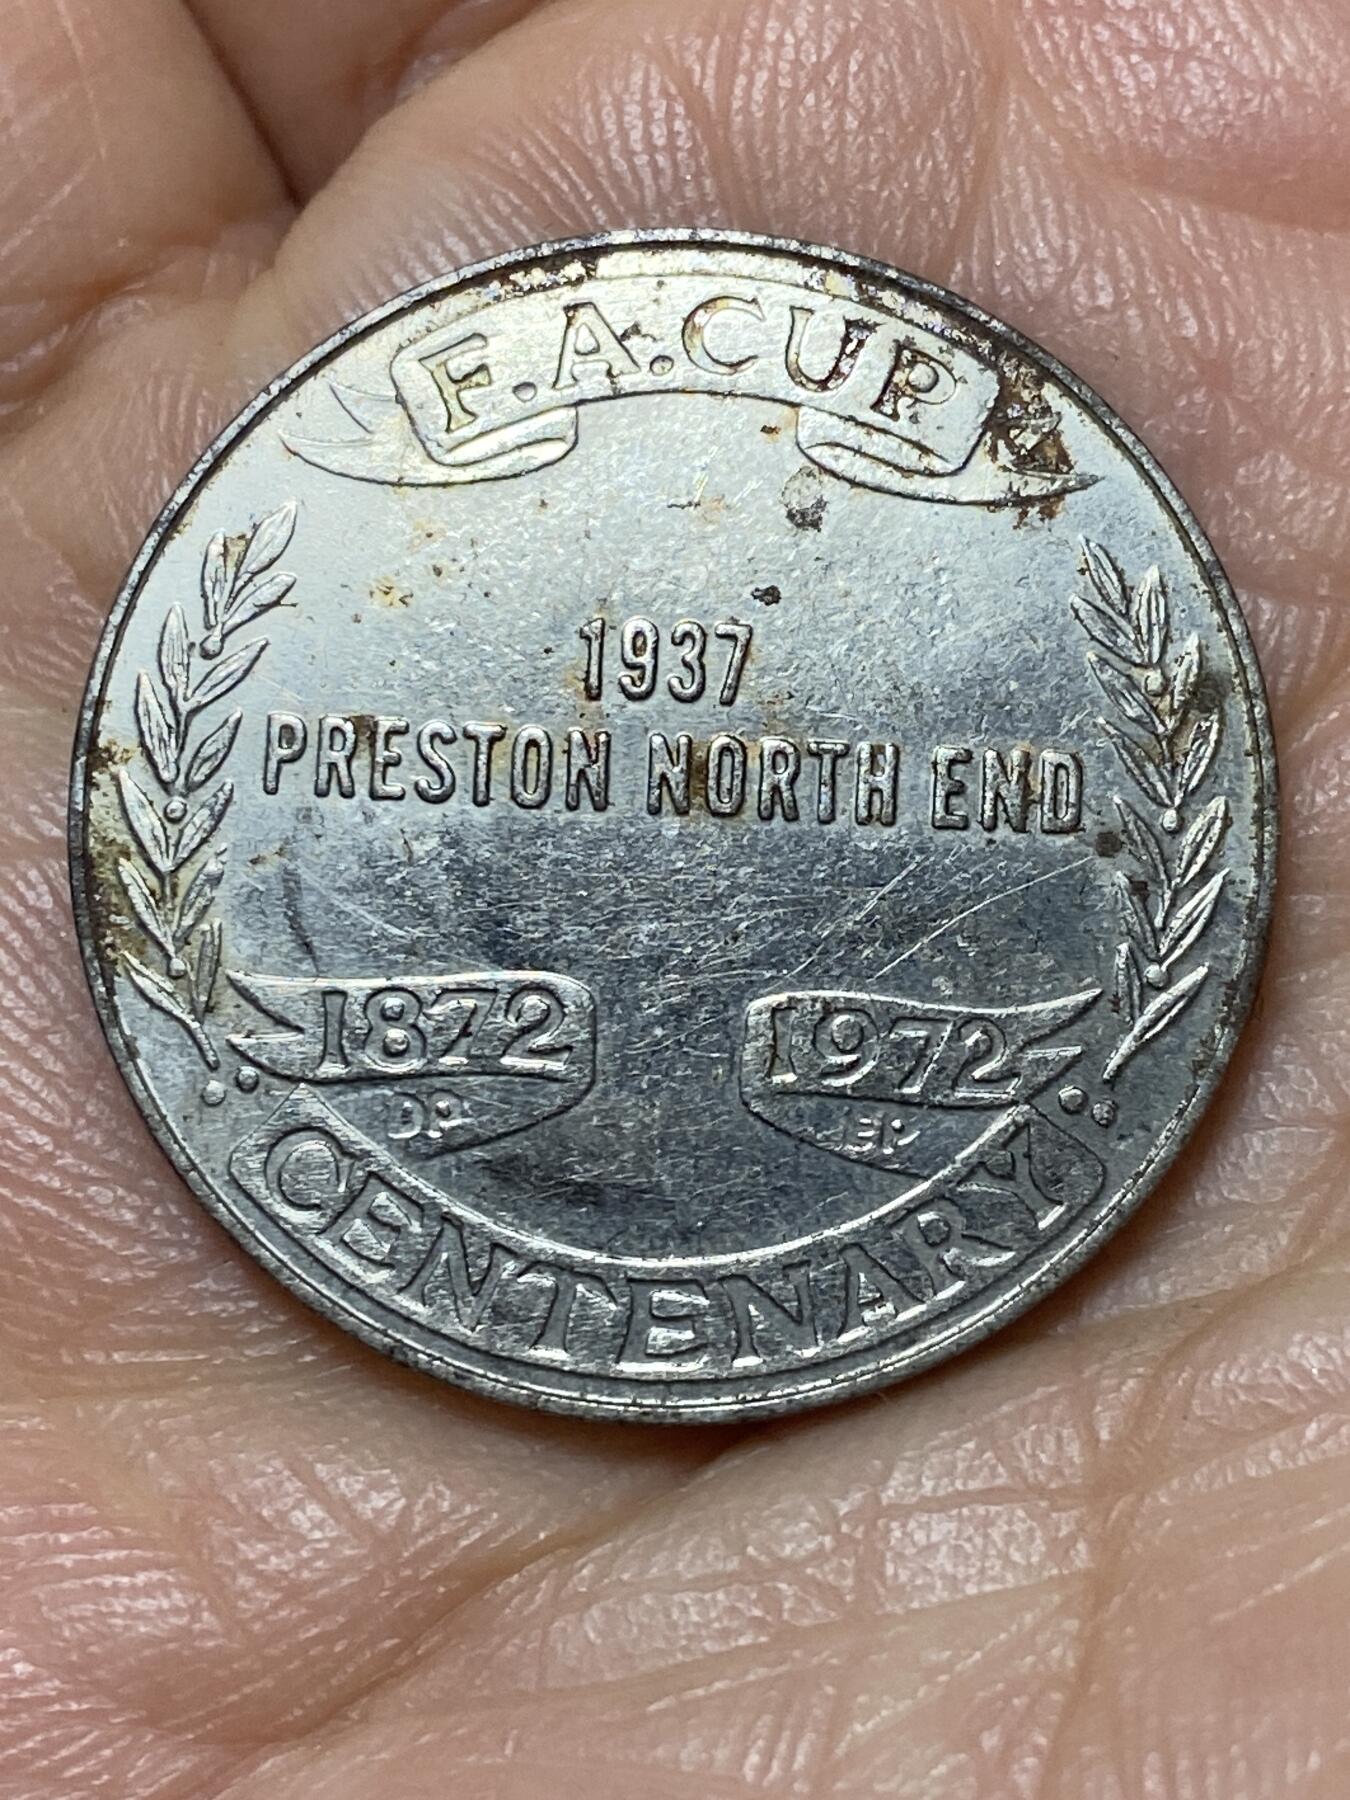 F.A.CUP
1937
PRESTON NORTH END
1872
1972
CENTENARY